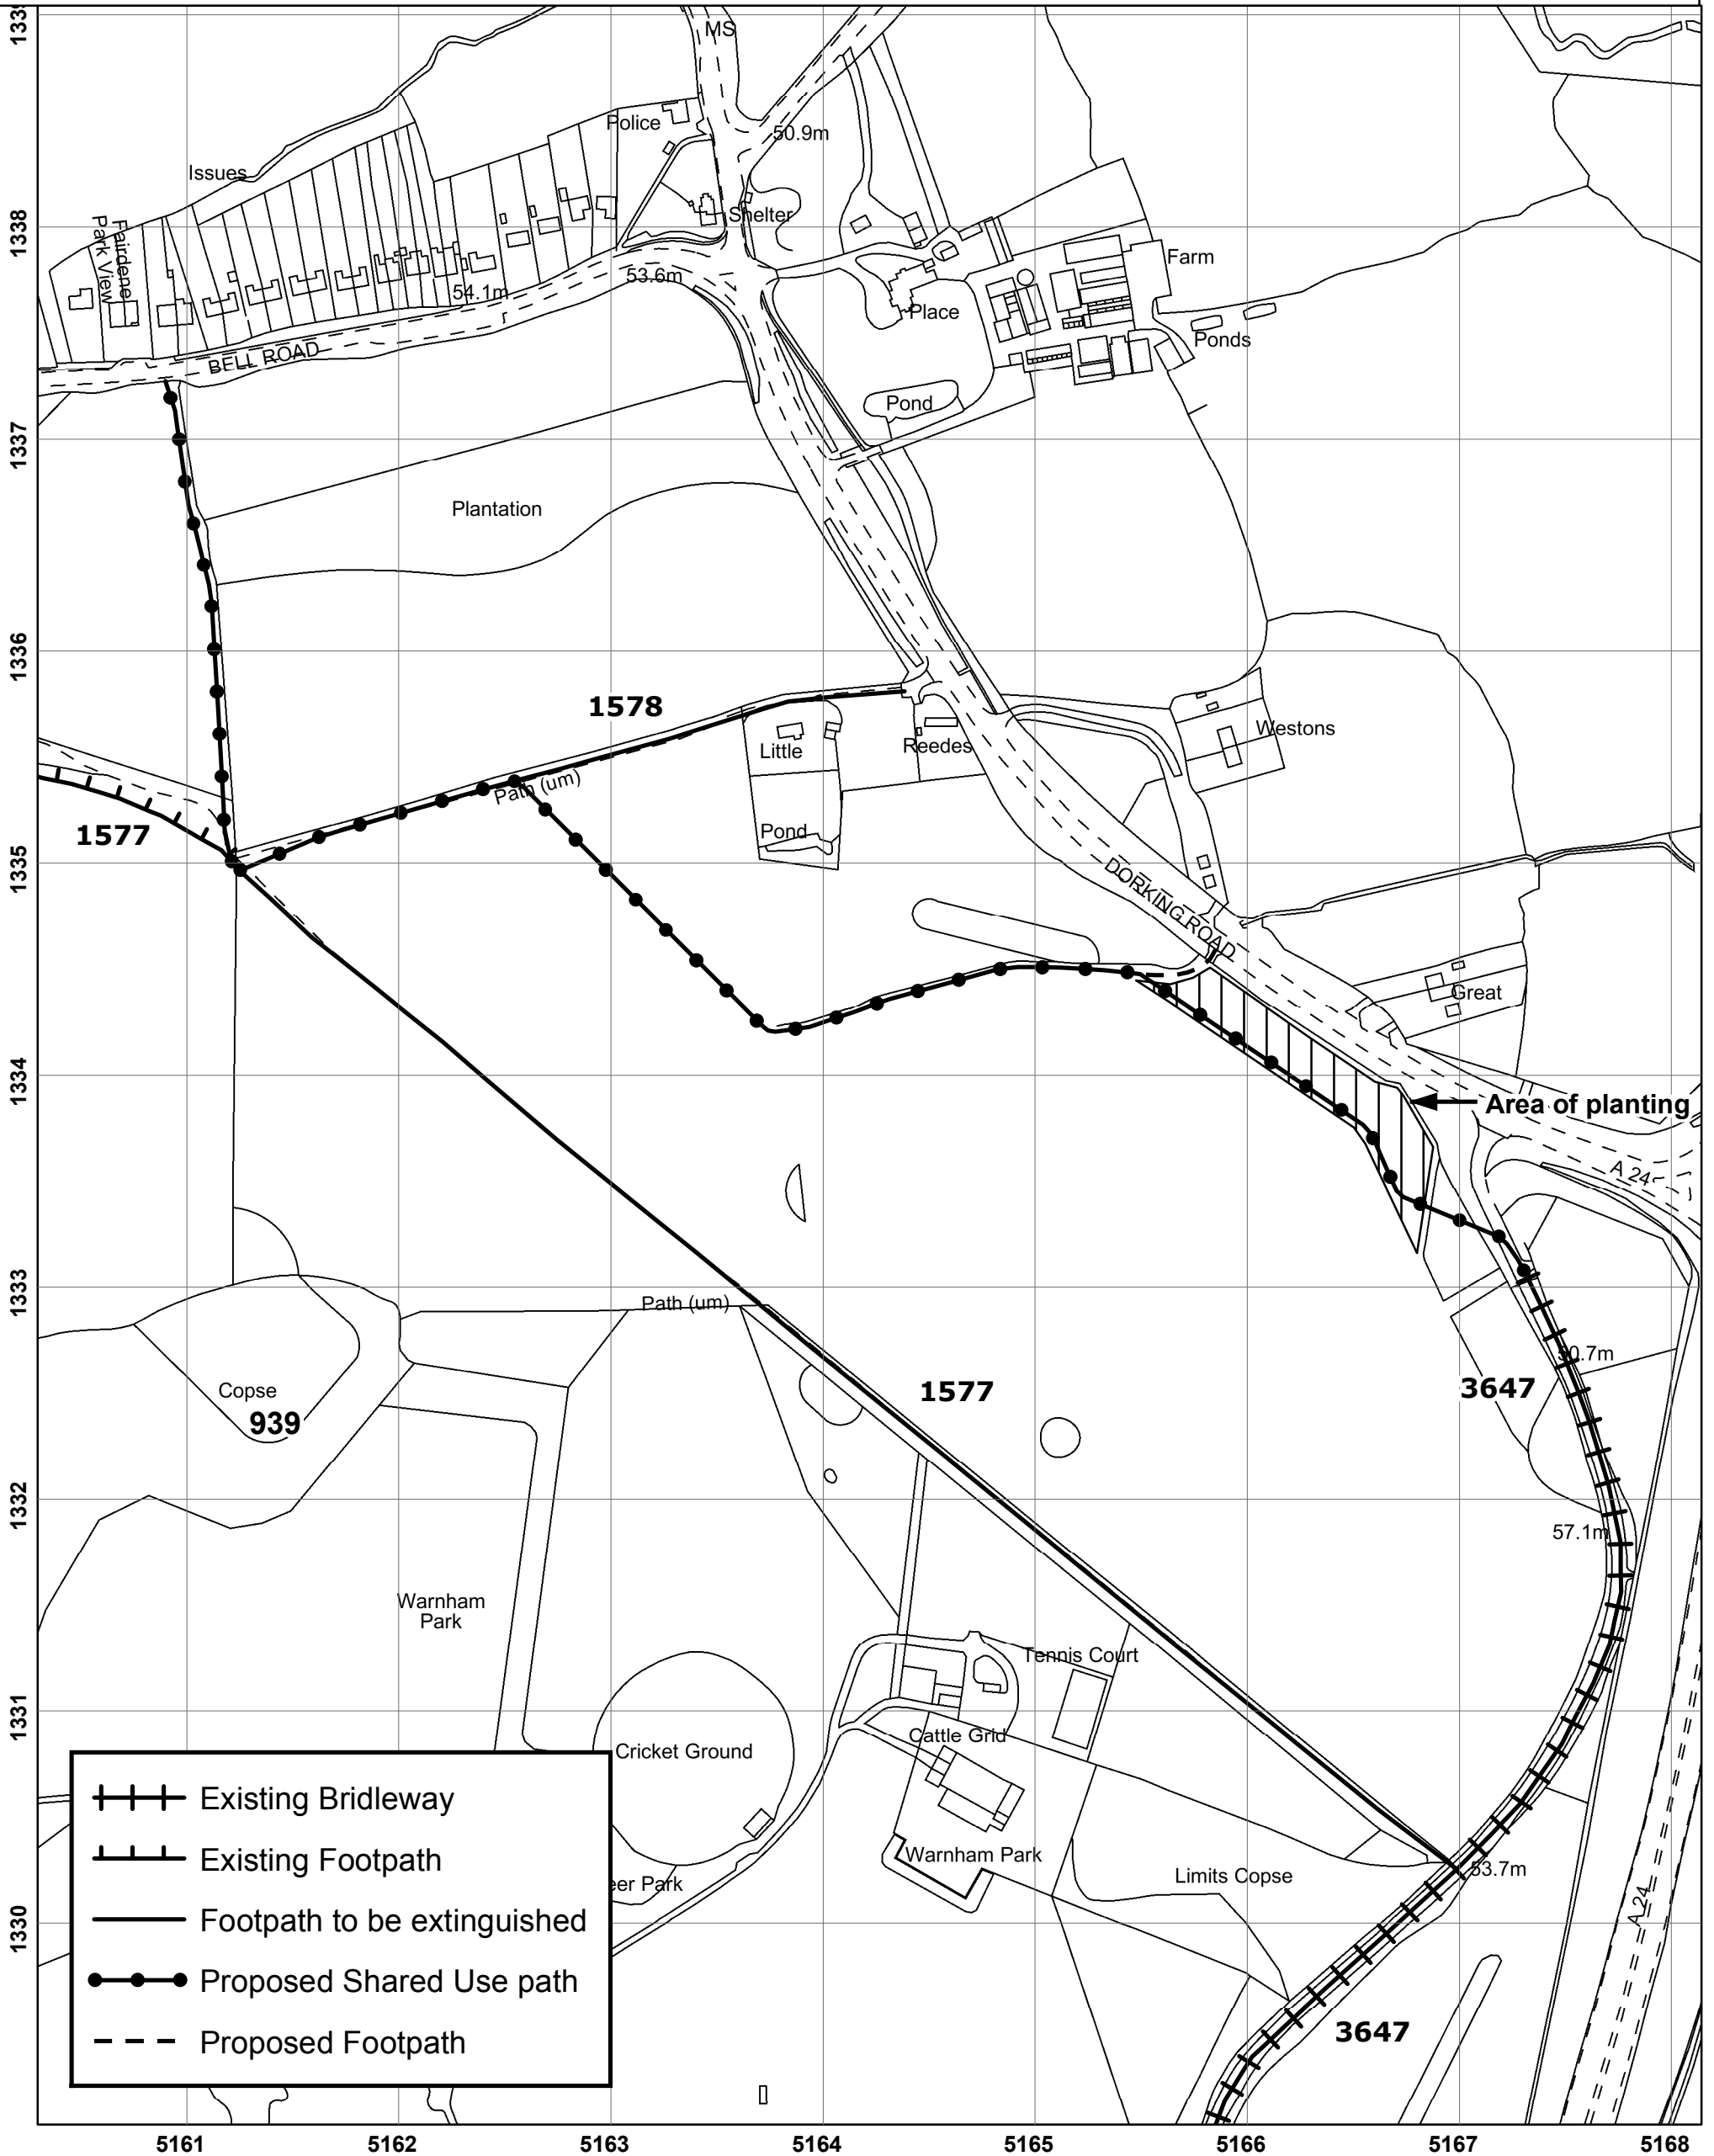 MS
Police
50.9m
Issues
Shelter
Fairdene
Park View
Farm
53.6m
54.1m
Place
Ponds
BELL ROAD
Pond
Plantation
1578
Westons
Little
Reedes
Path (um)
1577
Pond
DORKING ROAD
Great
Area of planting
A 24
Path (um)
50.7m
3647
1577
Copse
939
57.1m
Warnham
Park
Tennis Court
Cattle Grid
Cricket Ground
Warnham Park
53.7m
Limits Copse
eer Park
A 24
3647
Existing Bridleway
Existing Footpath
Footpath to be extinguished
Proposed Shared Use path
Proposed Footpath
1338
1337
1336
1335
1334
1333
1332
1331
1330
5161
5162
5163
5164
5165
5166
5167
5168